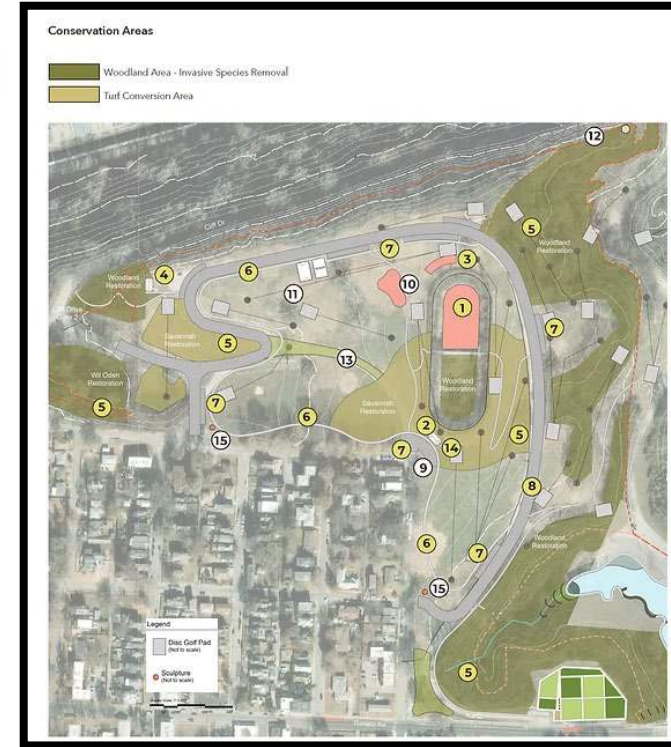 Conservation Areas
Woodland Area - Invasive Species Removal
Turf Conversion Area
12
Cliff Dr
5
Woodland
Restoration
7
3
6
4
Woodland
Restoration
10
11
1
7
Savannah
Restoration
5
13
Woodland
Restoration
Wil Oden
Restoration
5
Savannah
Restoration
7
6
2
5
15
7
14
9
8
Woodland
Restoration
6
7
15
Legend
Disc Golf Pad
(Not to scale)
Sculpture
(Not to scale)
5